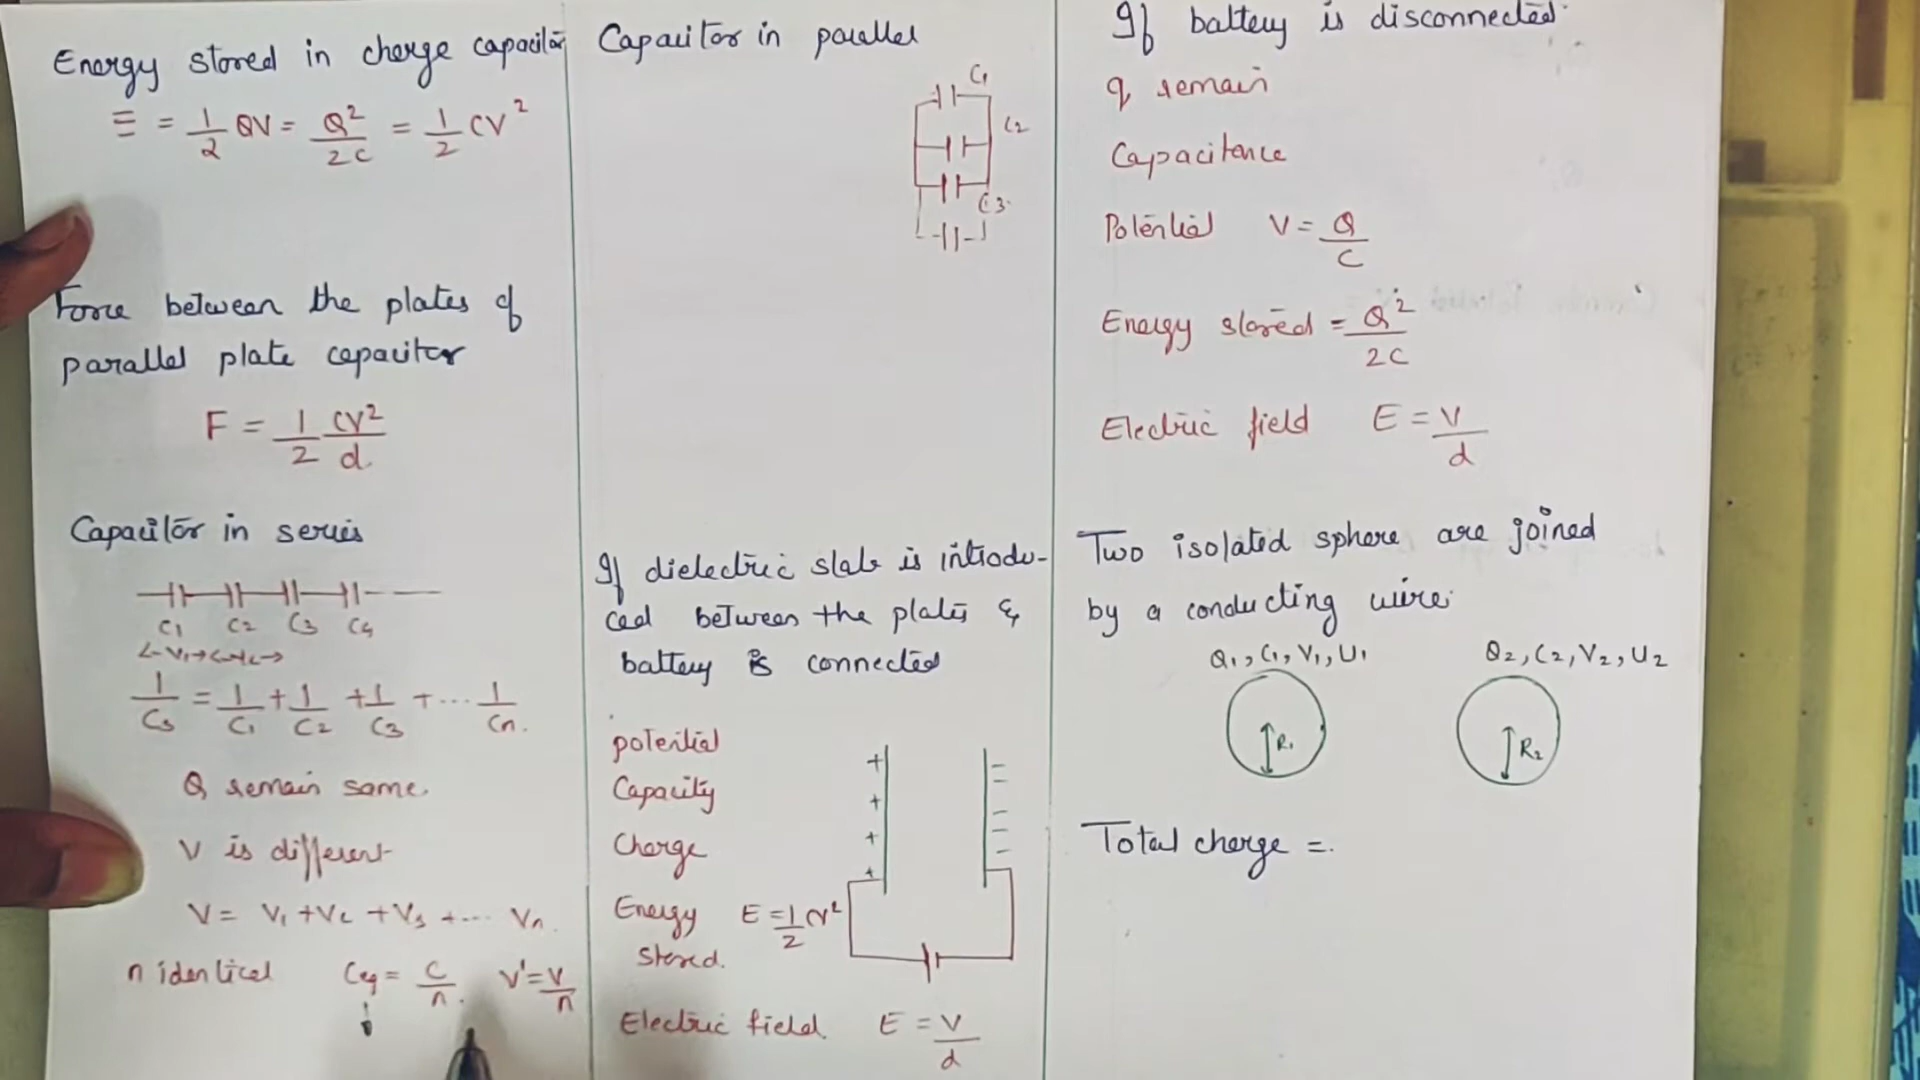 Energy stored in charge capacitor
E = 1/2 QV = Q²/2C = 1/2 CV²
Force between the plates of
parallel plate capacitor
F = 1/2 CV²/d
Capacitor in series
C1 C2 C3 C4
1/Cs = 1/C1 + 1/C2 + 1/C3 + ... 1/Cn.
Q remain same.
V is different
V = V1 + V2 + V3 + ... Vn.
n identical Ceq = C/n. V' = V/n
Capacitor in parallel
C1
C2
C3
If dielectric slab is introdu-
ced between the plates &
battery is connected
potential
Capacity
Charge
Energy E = 1/2 CV²
stored.
Electric field E = V/d
+ + + +
If battery is disconnected
q remain
Capacitence
Potential V = Q/C
Energy stored = Q²/2C
Electric field E = V/d
Two isolated sphere are joined
by a conducting wire
Q1, C1, V1, U1 Q2, C2, V2, U2
R1 R2
Total charge =.